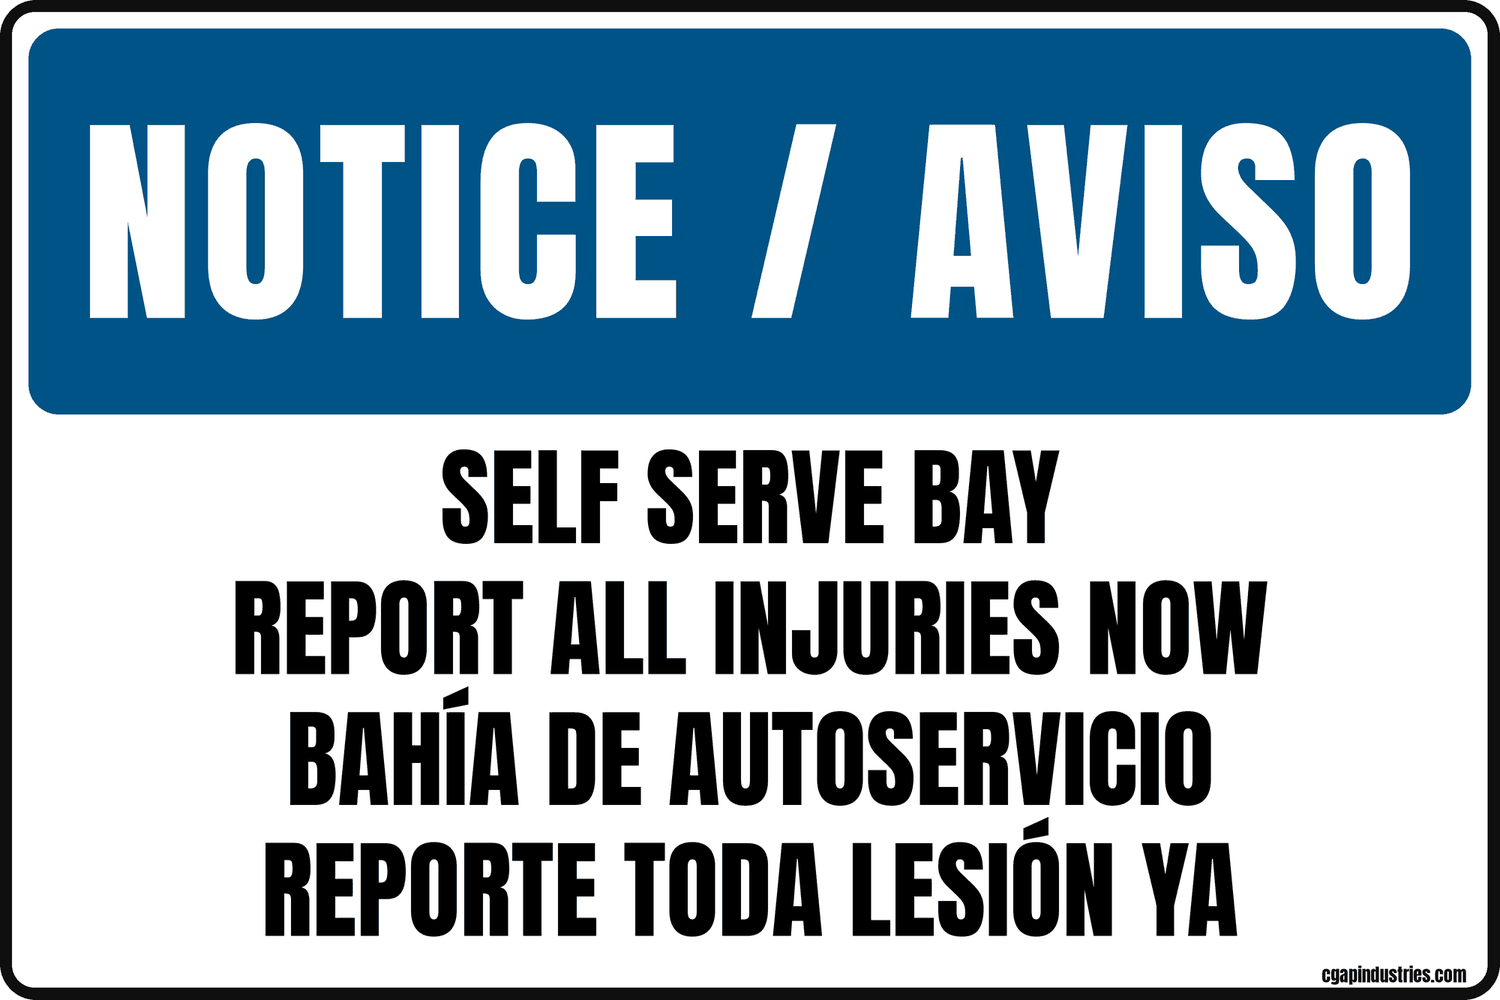 NOTICE / AVISO
SELF SERVE BAY
REPORT ALL INJURIES NOW
BAHÍA DE AUTOSERVICIO
REPORTE TODA LESIÓN YA
cgapindustries.com